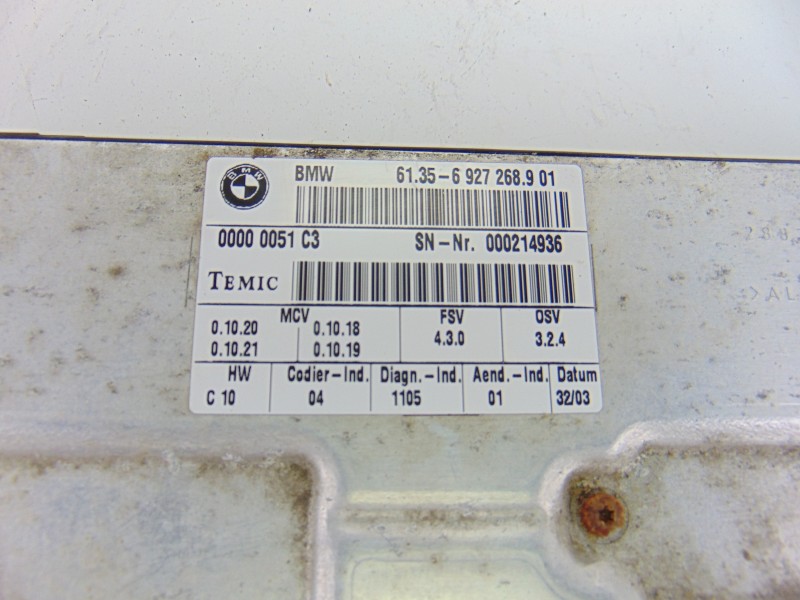 BMW
BMW 61.35-6 927 268.9 01
0000 0051 C3 SN-Nr. 000214936
TEMIC
MCV FSV OSV
0.10.20 0.10.18 4.3.0 3.2.4
0.10.21 0.10.19
HW Codier-Ind. Diagn.-Ind. Aend.-Ind. Datum
C 10 04 1105 01 32/03
>AL